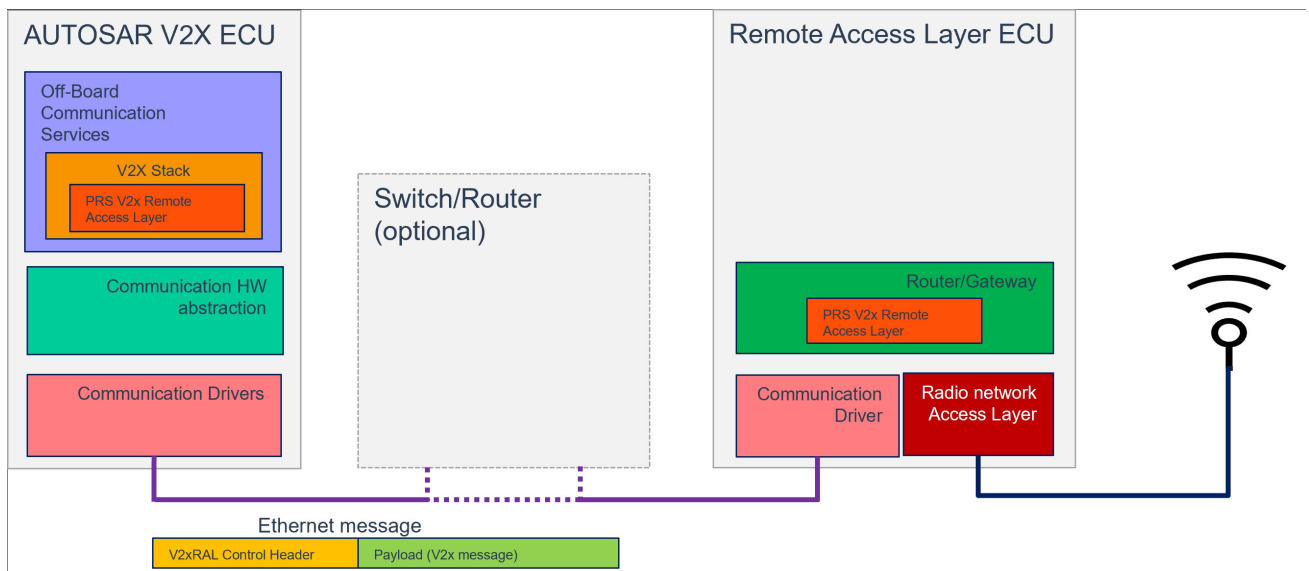 AUTOSAR V2X ECU
Off-Board
Communication
Services
V2X Stack
PRS V2x Remote
Access Layer
Communication HW
abstraction
Communication Drivers
Switch/Router
(optional)
Remote Access Layer ECU
Router/Gateway
PRS V2x Remote
Access Layer
Communication
Driver
Radio network
Access Layer
Ethernet message
V2xRAL Control Header
Payload (V2x message)